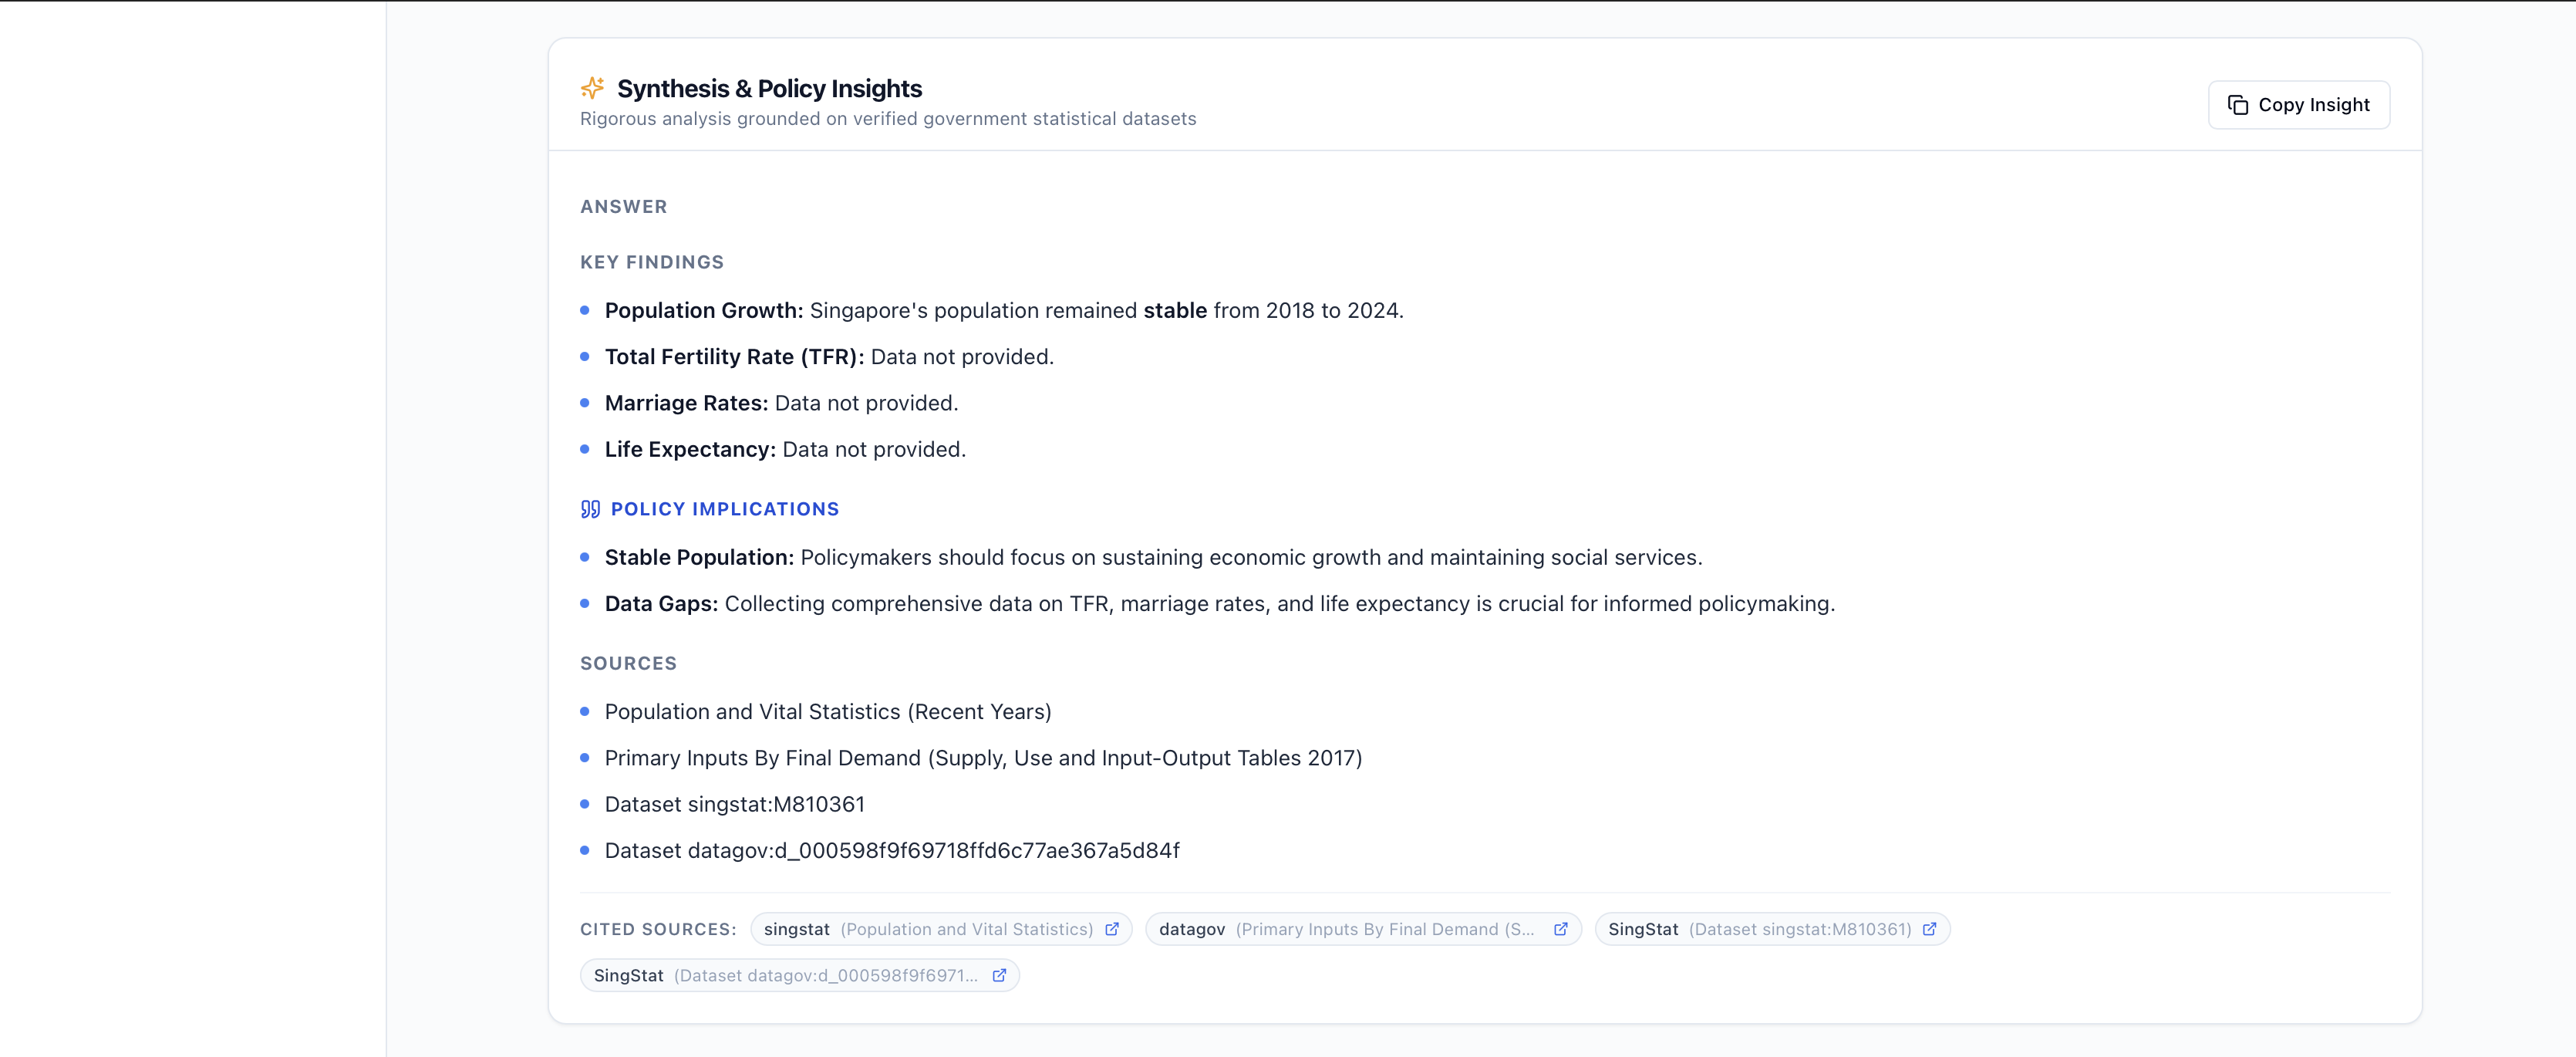 Synthesis & Policy Insights
Rigorous analysis grounded on verified government statistical datasets
Copy Insight
ANSWER
KEY FINDINGS
Population Growth: Singapore's population remained stable from 2018 to 2024.
Total Fertility Rate (TFR): Data not provided.
Marriage Rates: Data not provided.
Life Expectancy: Data not provided.
POLICY IMPLICATIONS
Stable Population: Policymakers should focus on sustaining economic growth and maintaining social services.
Data Gaps: Collecting comprehensive data on TFR, marriage rates, and life expectancy is crucial for informed policymaking.
SOURCES
Population and Vital Statistics (Recent Years)
Primary Inputs By Final Demand (Supply, Use and Input-Output Tables 2017)
Dataset singstat:M810361
Dataset datagov:d_000598f9f69718ffd6c77ae367a5d84f
CITED SOURCES: singstat (Population and Vital Statistics) datagov (Primary Inputs By Final Demand (S... SingStat (Dataset singstat:M810361)
SingStat (Dataset datagov:d_000598f9f6971...